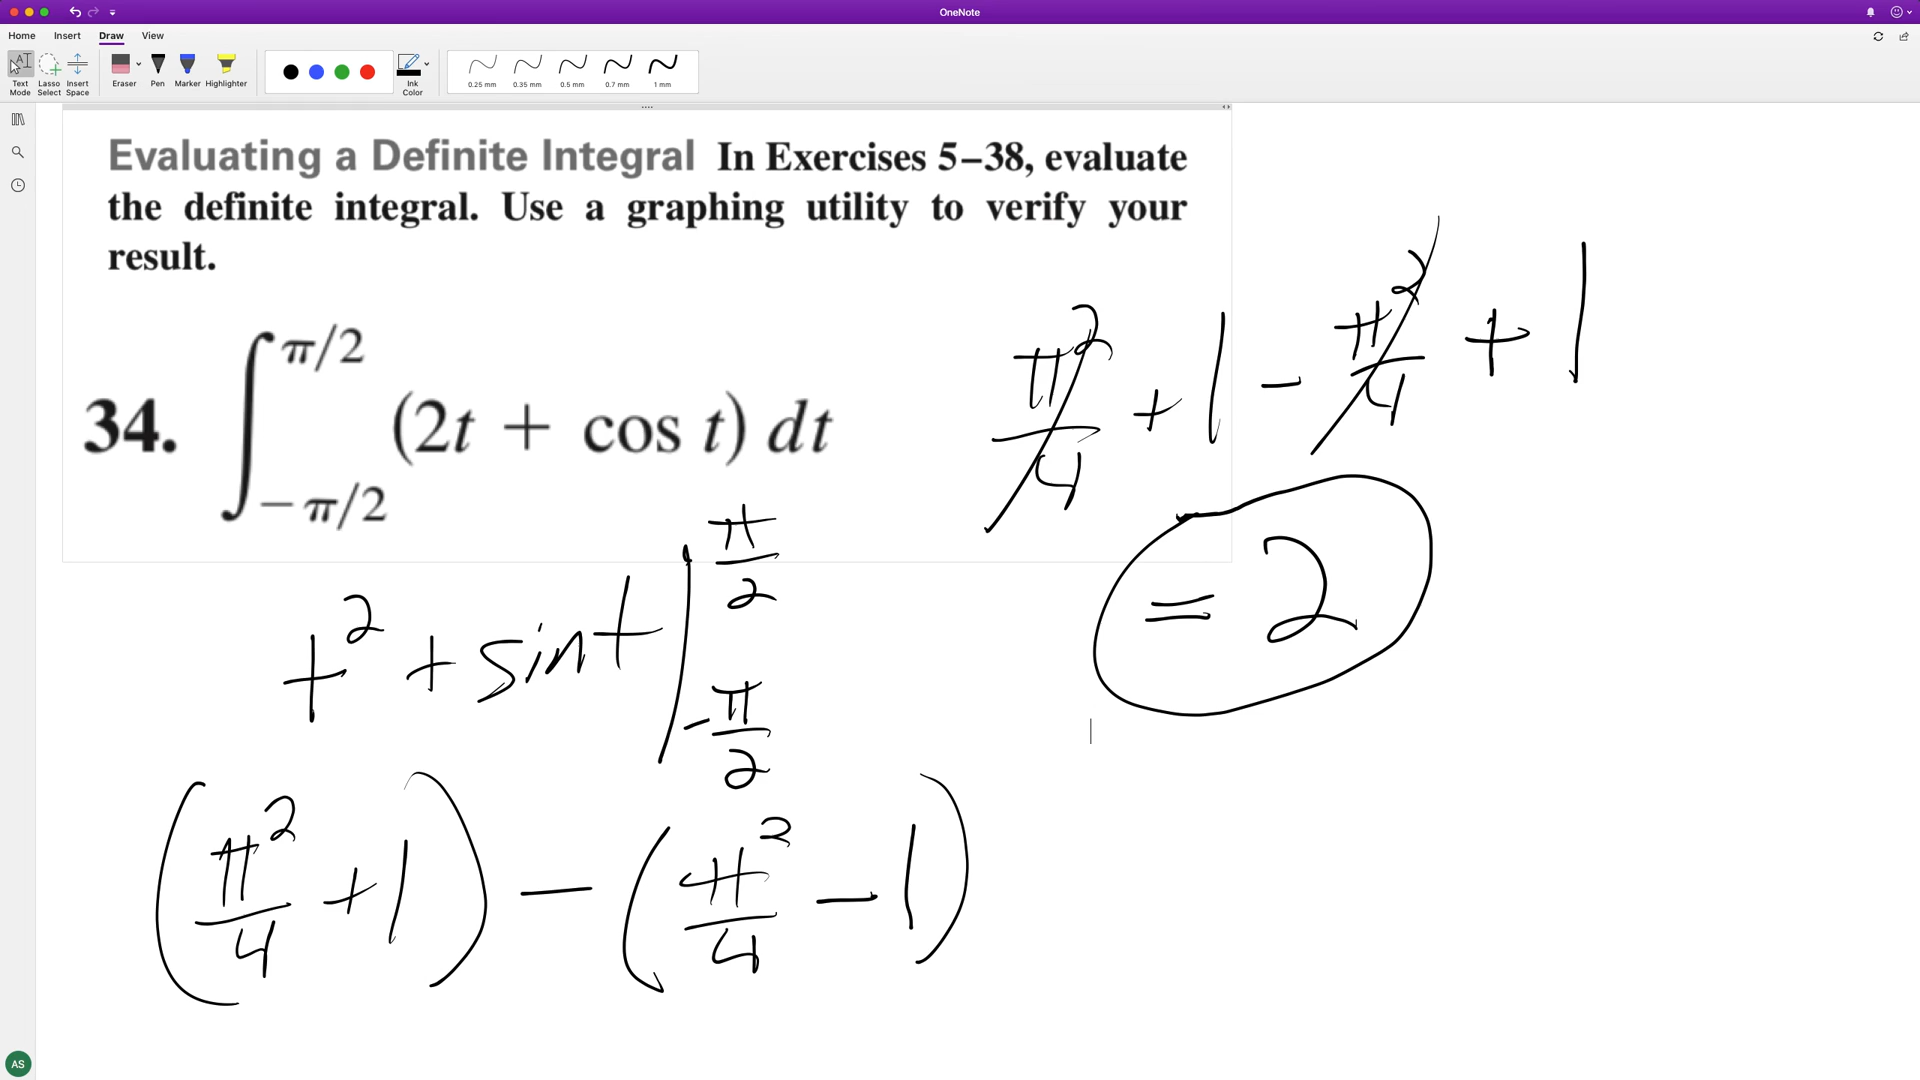 OneNote
Home Insert Draw View
Text Mode
Lasso Select
Insert Space
Eraser
Pen
Marker
Highlighter
Ink Color
0.25 mm
0.35 mm
0.5 mm
0.7 mm
1 mm
Evaluating a Definite Integral In Exercises 5–38, evaluate
the definite integral. Use a graphing utility to verify your
result.
34. ∫_{-π/2}^{π/2} (2t + cos t) dt
t² + sin t |_{-π/2}^{π/2}
(π²/4 + 1) − (π²/4 − 1)
π²/4 + 1 − π²/4 + 1
= 2
AS